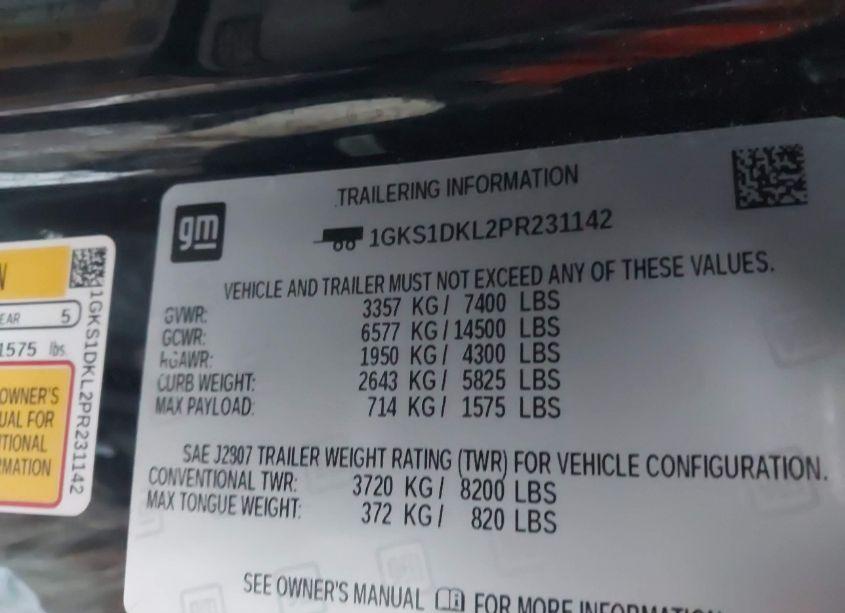 TRAILERING INFORMATION
gm
1GKS1DKL2PR231142
VEHICLE AND TRAILER MUST NOT EXCEED ANY OF THESE VALUES.
GVWR: 3357 KG / 7400 LBS
GCWR: 6577 KG / 14500 LBS
RGAWR: 1950 KG / 4300 LBS
CURB WEIGHT: 2643 KG / 5825 LBS
MAX PAYLOAD: 714 KG / 1575 LBS
SAE J2807 TRAILER WEIGHT RATING (TWR) FOR VEHICLE CONFIGURATION.
CONVENTIONAL TWR: 3720 KG / 8200 LBS
MAX TONGUE WEIGHT: 372 KG / 820 LBS
SEE OWNER'S MANUAL FOR MORE INFORMATION
N
EAR 5
1575 lbs.
OWNER'S
UAL FOR
TIONAL
RMATION
1GKS1DKL2PR231142